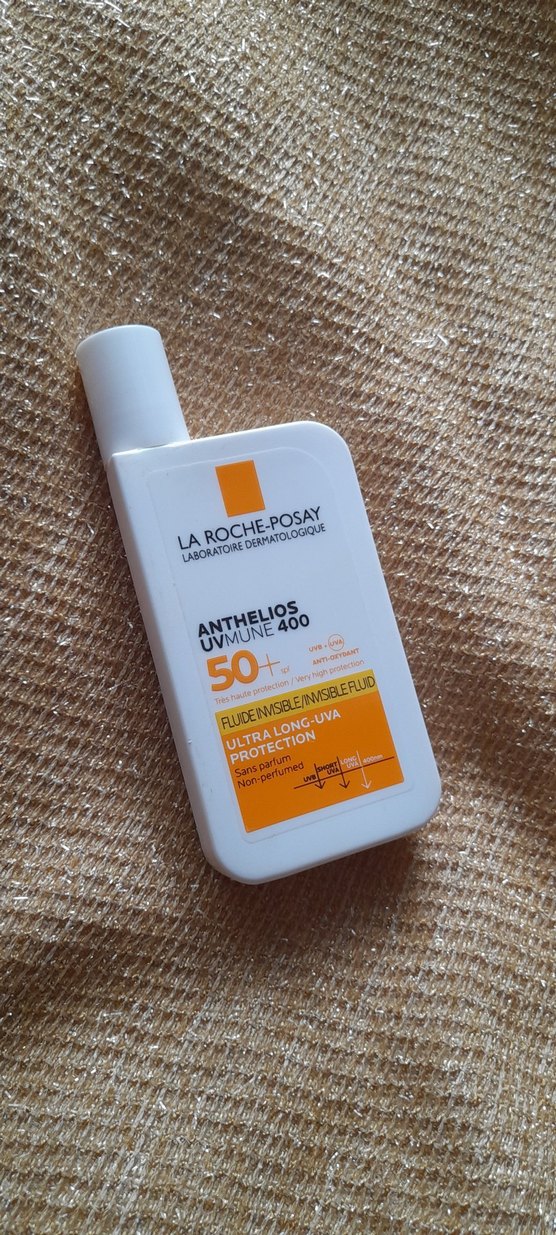 LA ROCHE-POSAY
LABORATOIRE DERMATOLOGIQUE
ANTHELIOS
UVMUNE 400
50+ spf
UVB + UVA
ANTI-OXYDANT
Très haute protection / Very high protection
FLUIDE INVISIBLE/INVISIBLE FLUID
ULTRA LONG-UVA
PROTECTION
Sans parfum
Non-perfumed
UVB
SHORT UVA
LONG UVA
400nm